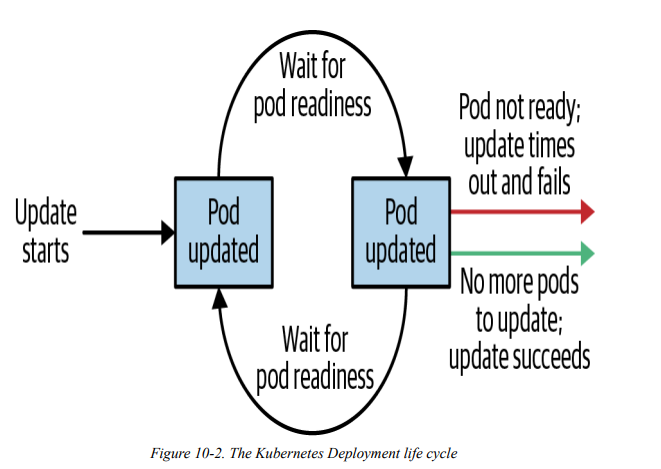 Wait for
pod readiness
Pod not ready;
update times
out and fails
Update
starts
Pod
updated
Pod
updated
No more pods
to update;
update succeeds
Wait for
pod readiness
Figure 10-2. The Kubernetes Deployment life cycle